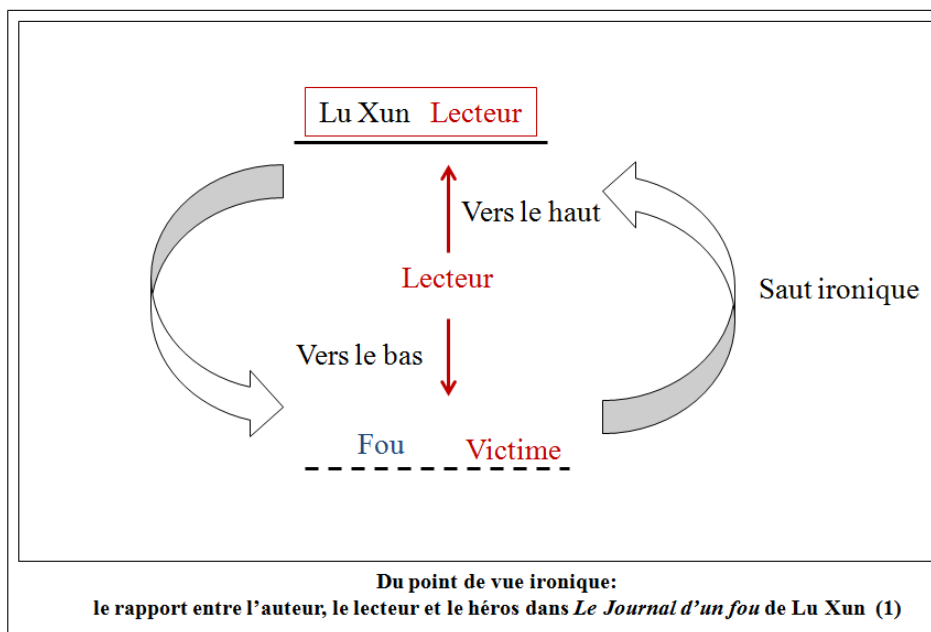 Lu Xun Lecteur
Vers le haut
Lecteur
Saut ironique
Vers le bas
Fou Victime
Du point de vue ironique:
le rapport entre l’auteur, le lecteur et le héros dans Le Journal d’un fou de Lu Xun (1)